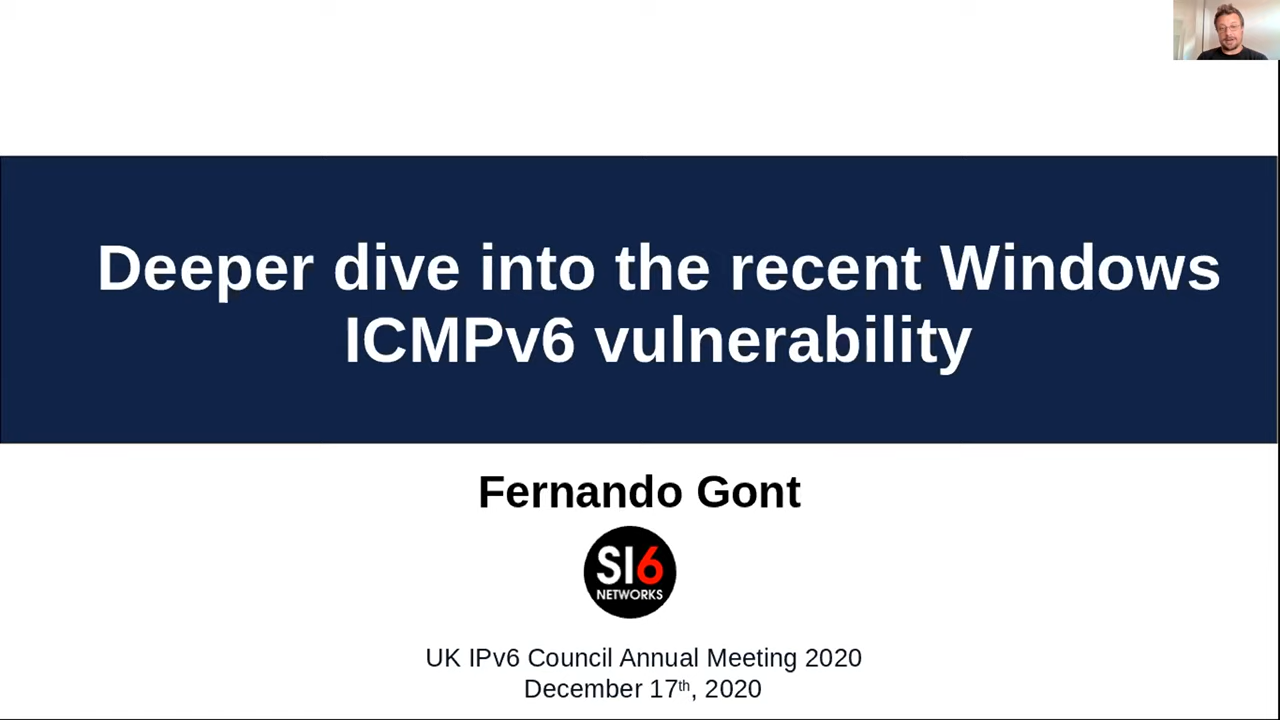 Deeper dive into the recent Windows
ICMPv6 vulnerability
Fernando Gont
SI6
NETWORKS
UK IPv6 Council Annual Meeting 2020
December 17th, 2020